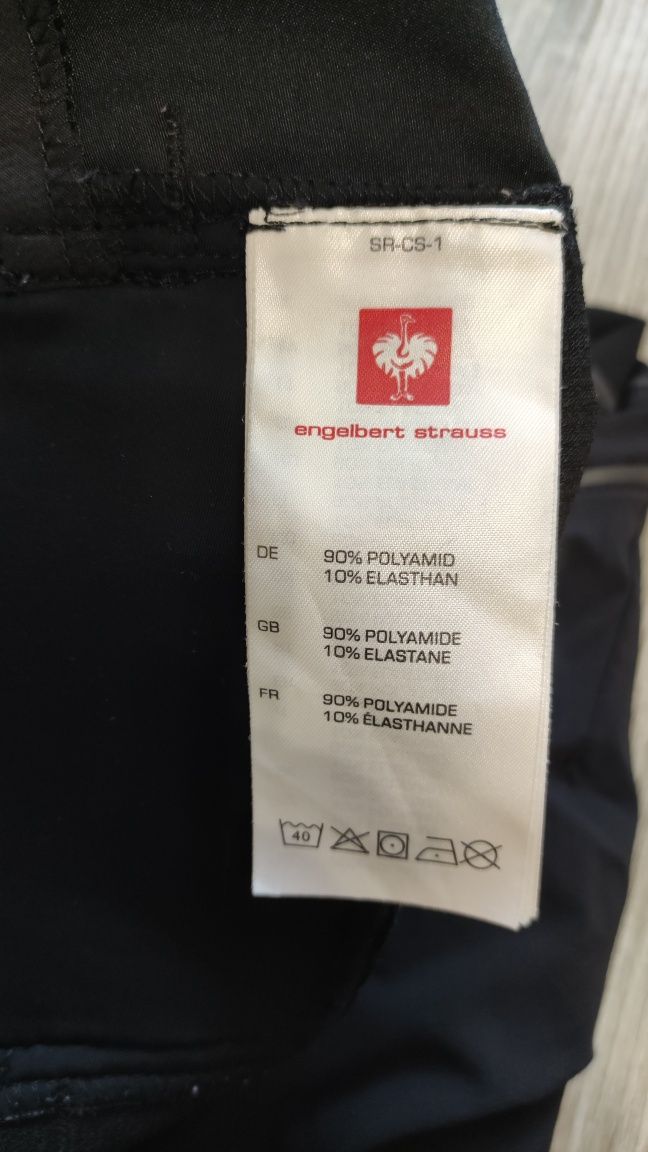 SR-CS-1
engelbert strauss
DE 90% POLYAMID
10% ELASTHAN
GB 90% POLYAMIDE
10% ELASTANE
FR 90% POLYAMIDE
10% ÉLASTHANNE
40